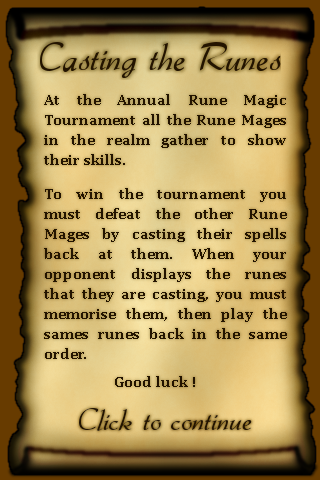 Casting the Runes
At the Annual Rune Magic
Tournament all the Rune Mages
in the realm gather to show
their skills.
To win the tournament you
must defeat the other Rune
Mages by casting their spells
back at them. When your
opponent displays the runes
that they are casting, you must
memorise them, then play the
sames runes back in the same
order.
Good luck !
Click to continue